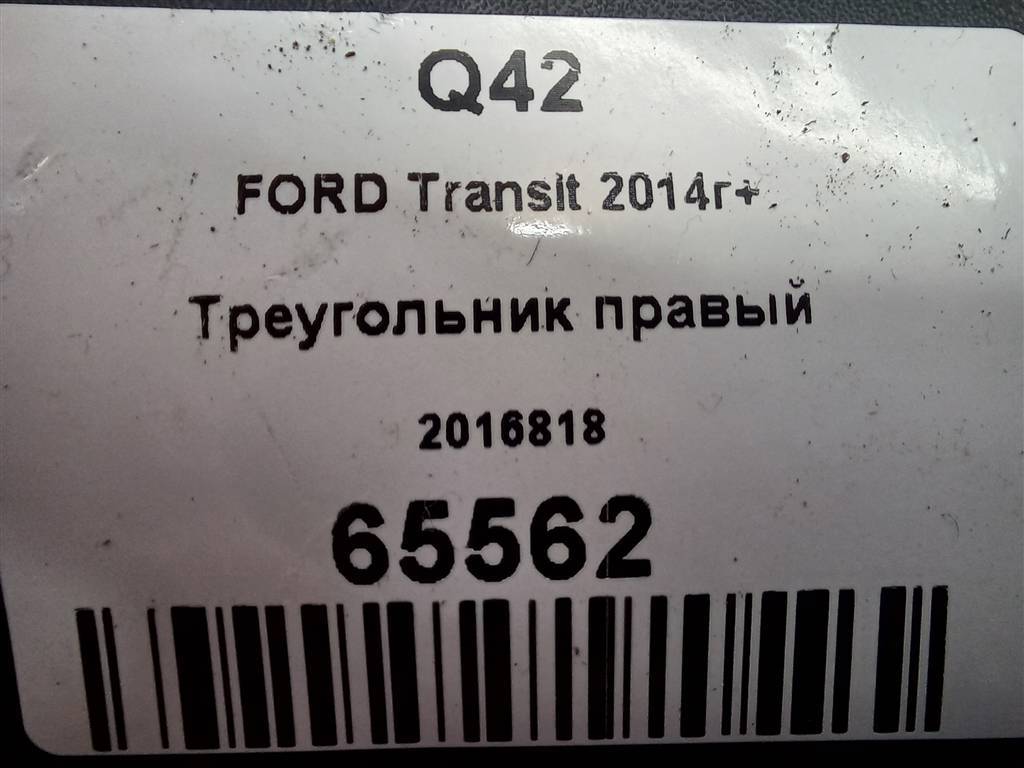 Q42
FORD Transit 2014г+
Треугольник правый
2016818
65562